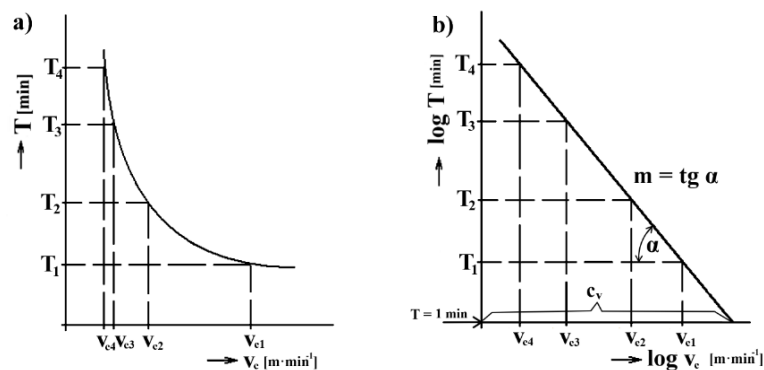 a)
→ T [min]
T₄
T₃
T₂
T₁
vc4 vc3 vc2 vc1
→ vc [m·min⁻¹]
b)
→ log T [min]
T₄
T₃
T₂
T₁
m = tg α
α
cv
T = 1 min
vc4 vc3 vc2 vc1
→ log vc [m·min⁻¹]